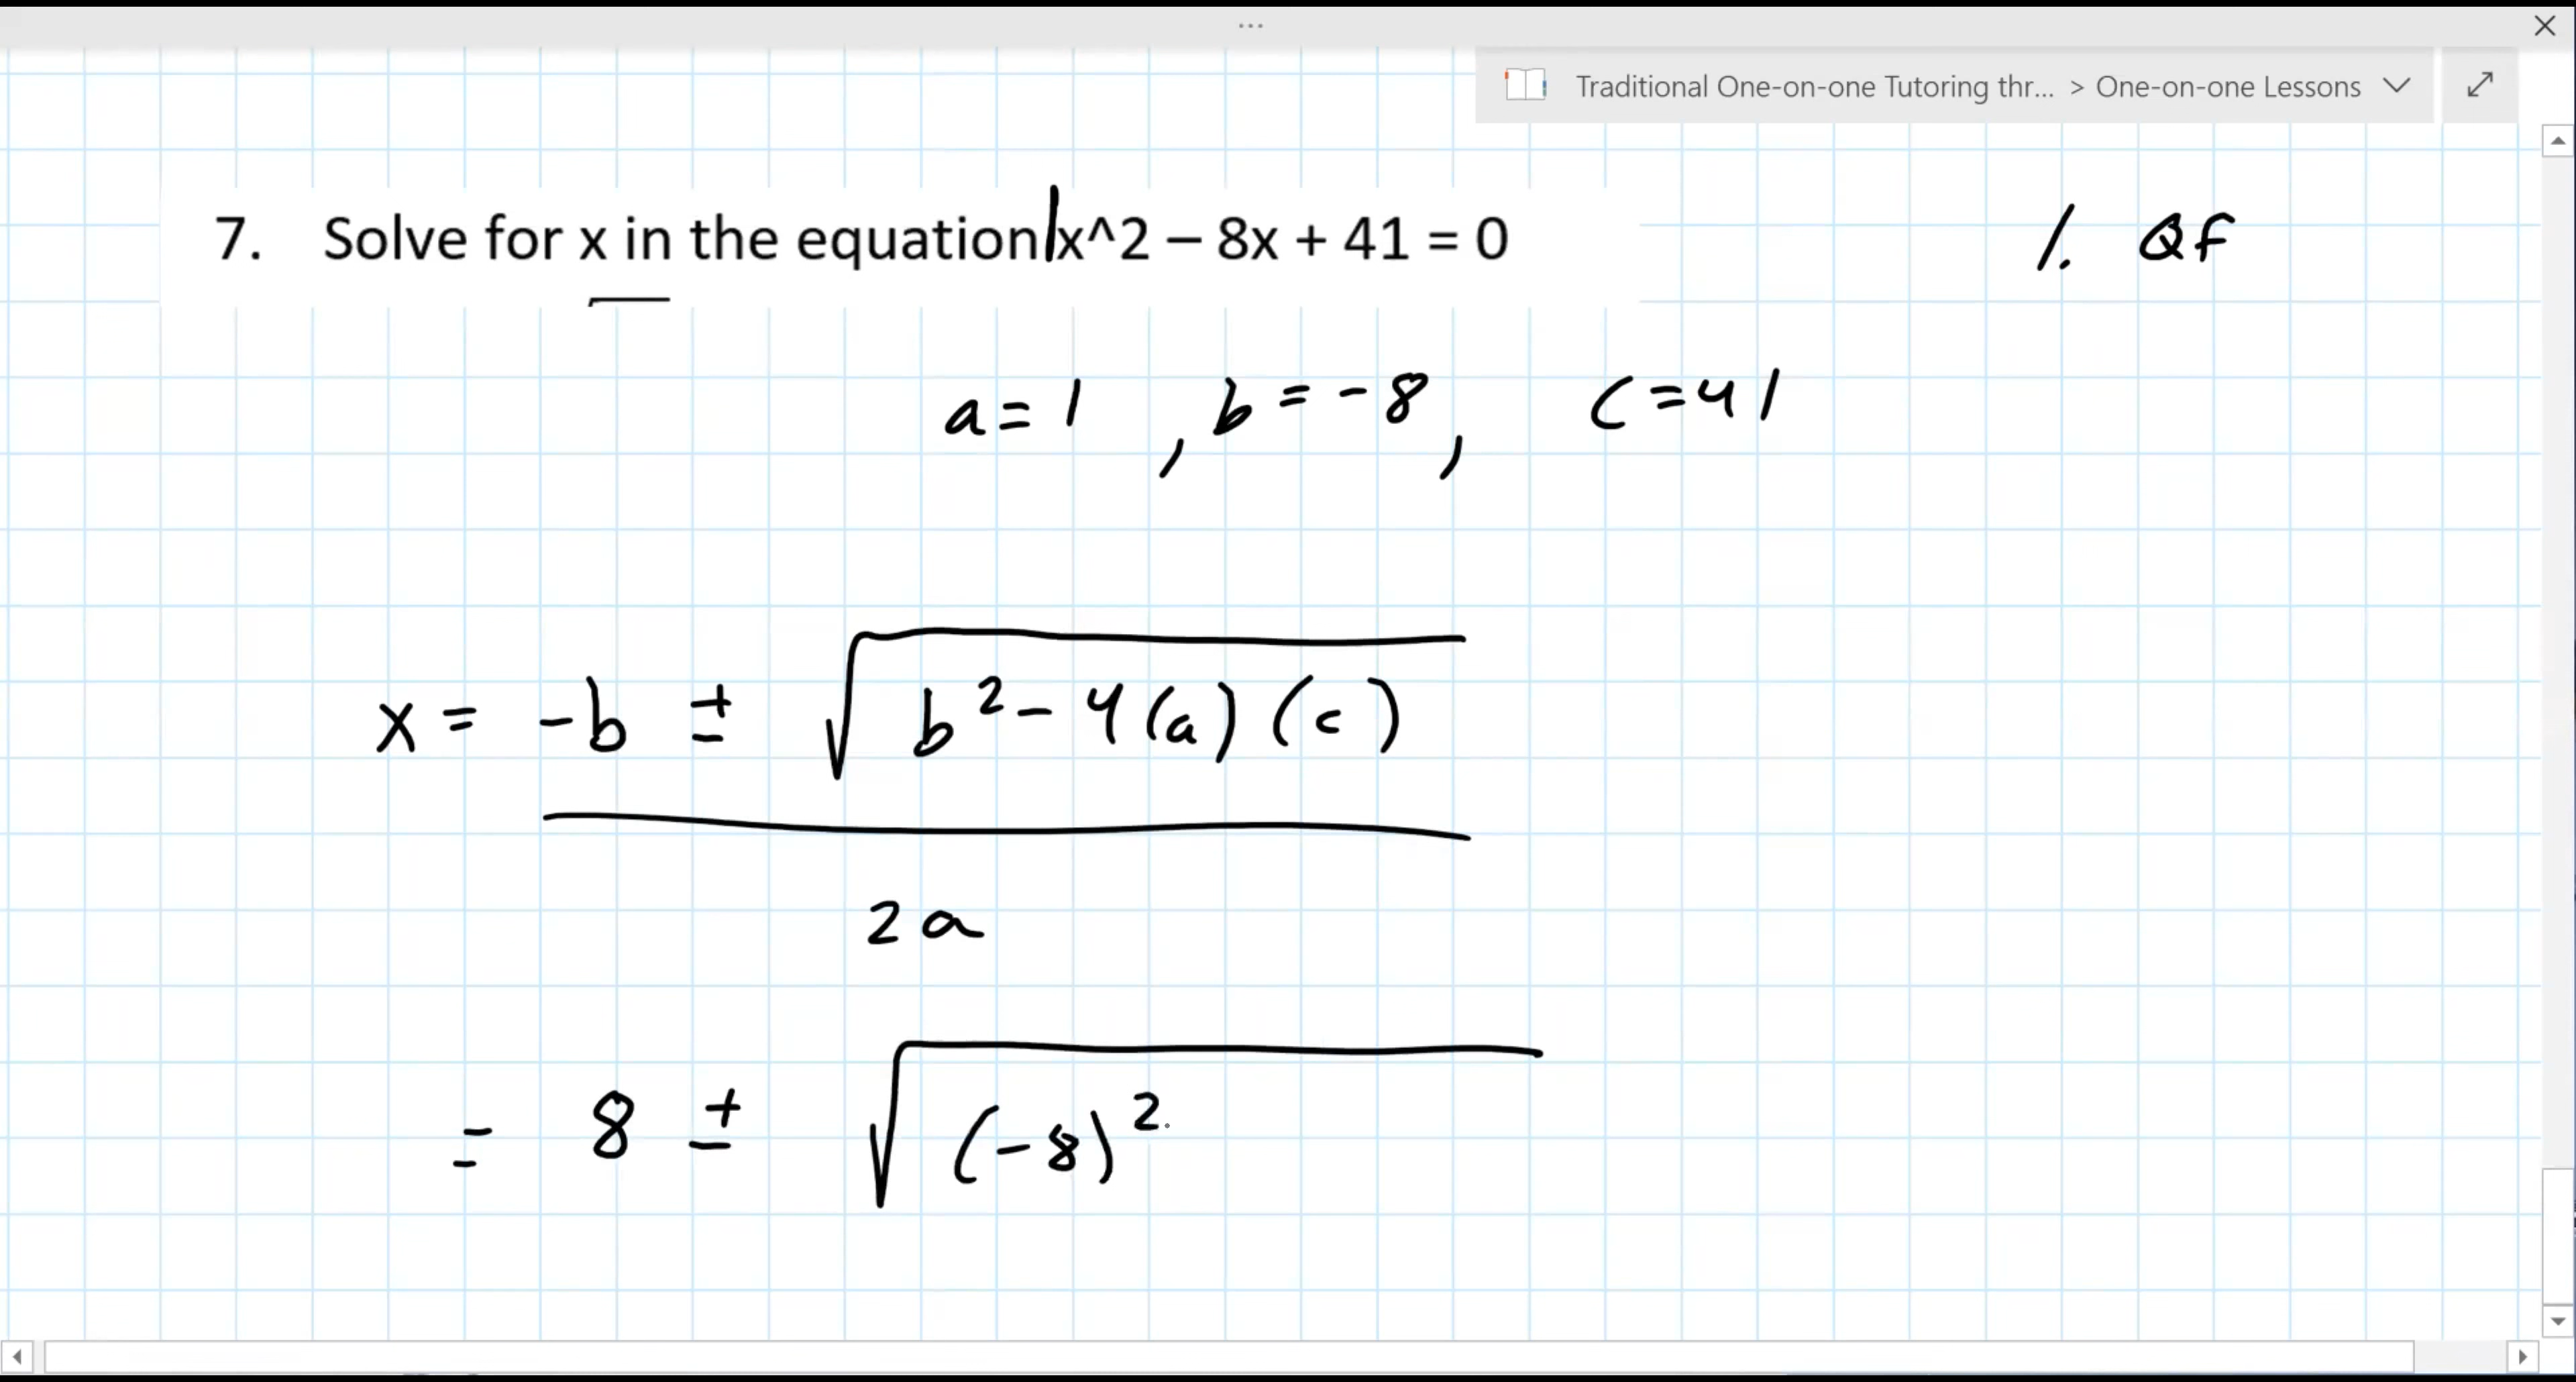 ...
Traditional One-on-one Tutoring thr... > One-on-one Lessons
7. Solve for x in the equation 1x^2 – 8x + 41 = 0
1. QF
a = 1 , b = -8 , c = 41
x = -b ± √(b² - 4(a)(c))
2a
= 8 ± √((-8)²